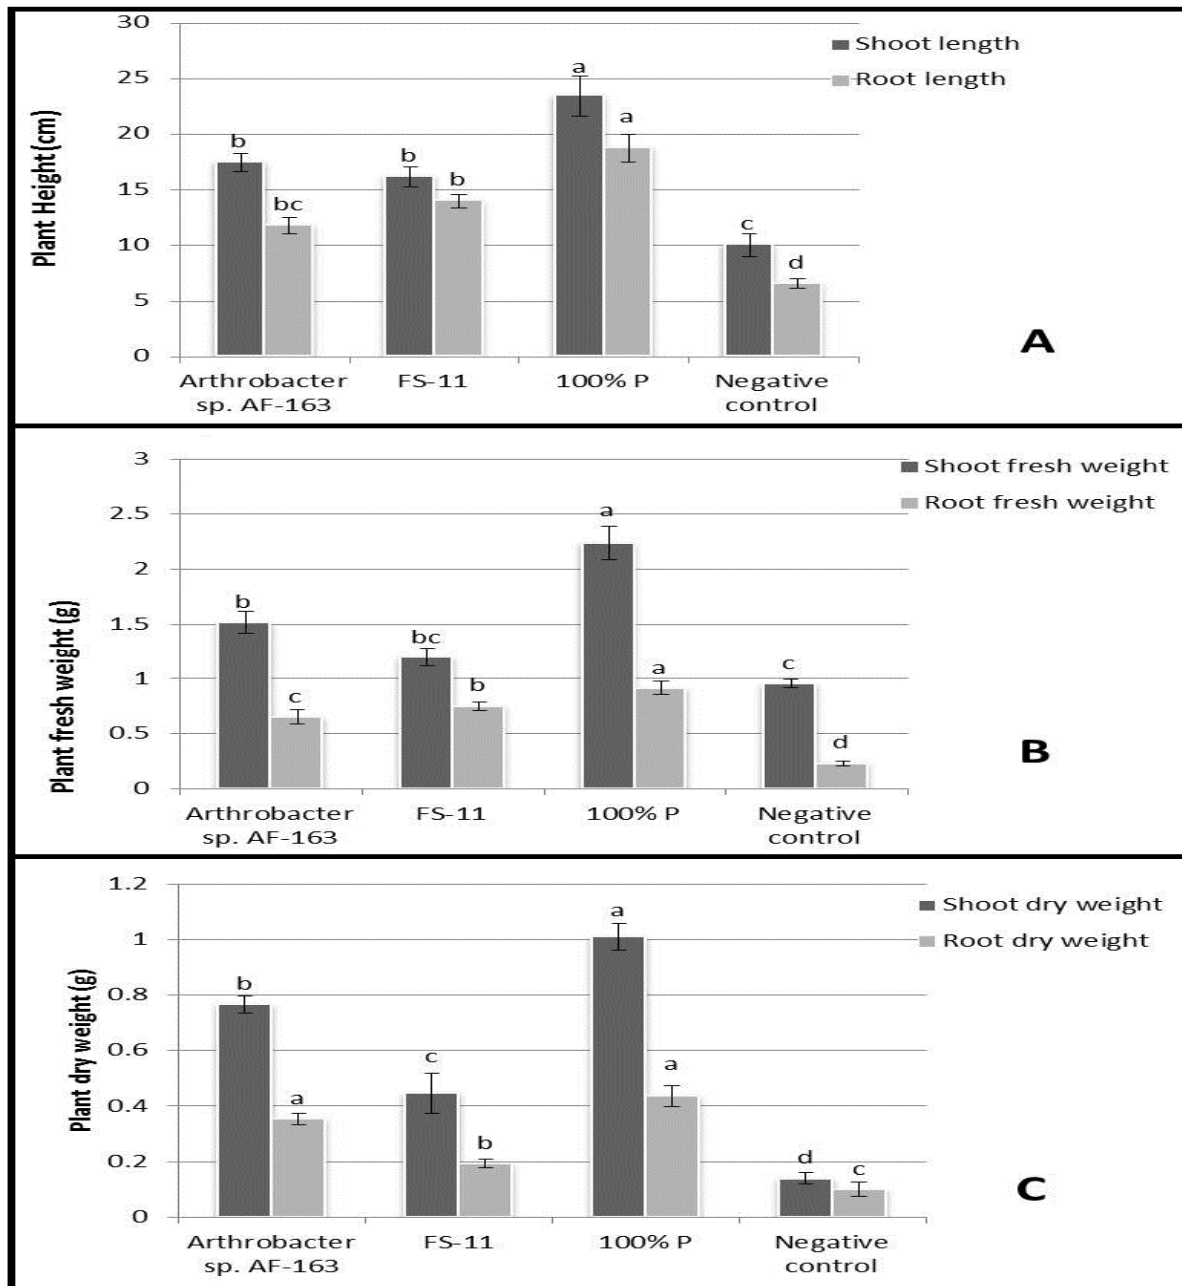 30
25
20
15
10
5
0
Plant Height (cm)
Shoot length
Root length
b
bc
b
b
a
a
c
d
Arthrobacter
sp. AF-163
FS-11
100% P
Negative
control
A
3
2.5
2
1.5
1
0.5
0
Plant fresh weight (g)
Shoot fresh weight
Root fresh weight
b
c
bc
b
a
a
c
d
Arthrobacter
sp. AF-163
FS-11
100% P
Negative
control
B
1.2
1
0.8
0.6
0.4
0.2
0
Plant dry weight (g)
Shoot dry weight
Root dry weight
b
a
c
b
a
a
d
c
Arthrobacter
sp. AF-163
FS-11
100% P
Negative
control
C